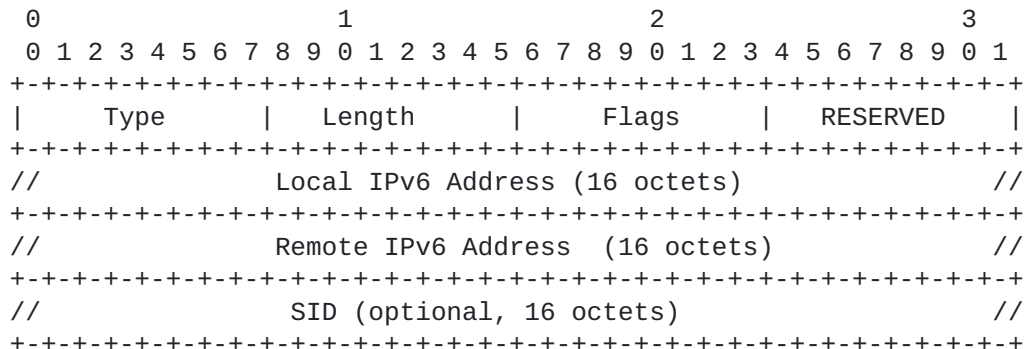 0                   1                   2                   3
 0 1 2 3 4 5 6 7 8 9 0 1 2 3 4 5 6 7 8 9 0 1 2 3 4 5 6 7 8 9 0 1
+-+-+-+-+-+-+-+-+-+-+-+-+-+-+-+-+-+-+-+-+-+-+-+-+-+-+-+-+-+-+-+-+
|      Type     |   Length      |     Flags     |   RESERVED    |
+-+-+-+-+-+-+-+-+-+-+-+-+-+-+-+-+-+-+-+-+-+-+-+-+-+-+-+-+-+-+-+-+
//               Local IPv6 Address (16 octets)                //
+-+-+-+-+-+-+-+-+-+-+-+-+-+-+-+-+-+-+-+-+-+-+-+-+-+-+-+-+-+-+-+-+
//               Remote IPv6 Address  (16 octets)              //
+-+-+-+-+-+-+-+-+-+-+-+-+-+-+-+-+-+-+-+-+-+-+-+-+-+-+-+-+-+-+-+-+
//                SID (optional, 16 octets)                    //
+-+-+-+-+-+-+-+-+-+-+-+-+-+-+-+-+-+-+-+-+-+-+-+-+-+-+-+-+-+-+-+-+